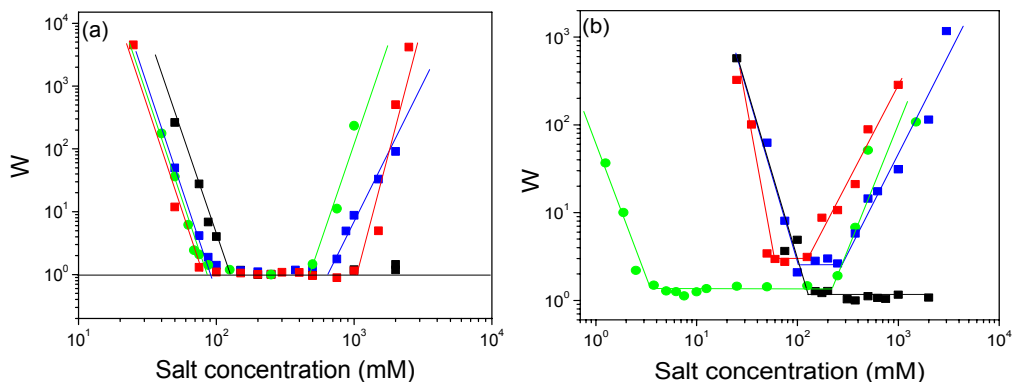 (a)
10⁴
10³
10²
10¹
10⁰
W
10¹ 10² 10³ 10⁴
Salt concentration (mM)
(b)
10³
10²
10¹
10⁰
W
10⁰ 10¹ 10² 10³ 10⁴
Salt concentration (mM)